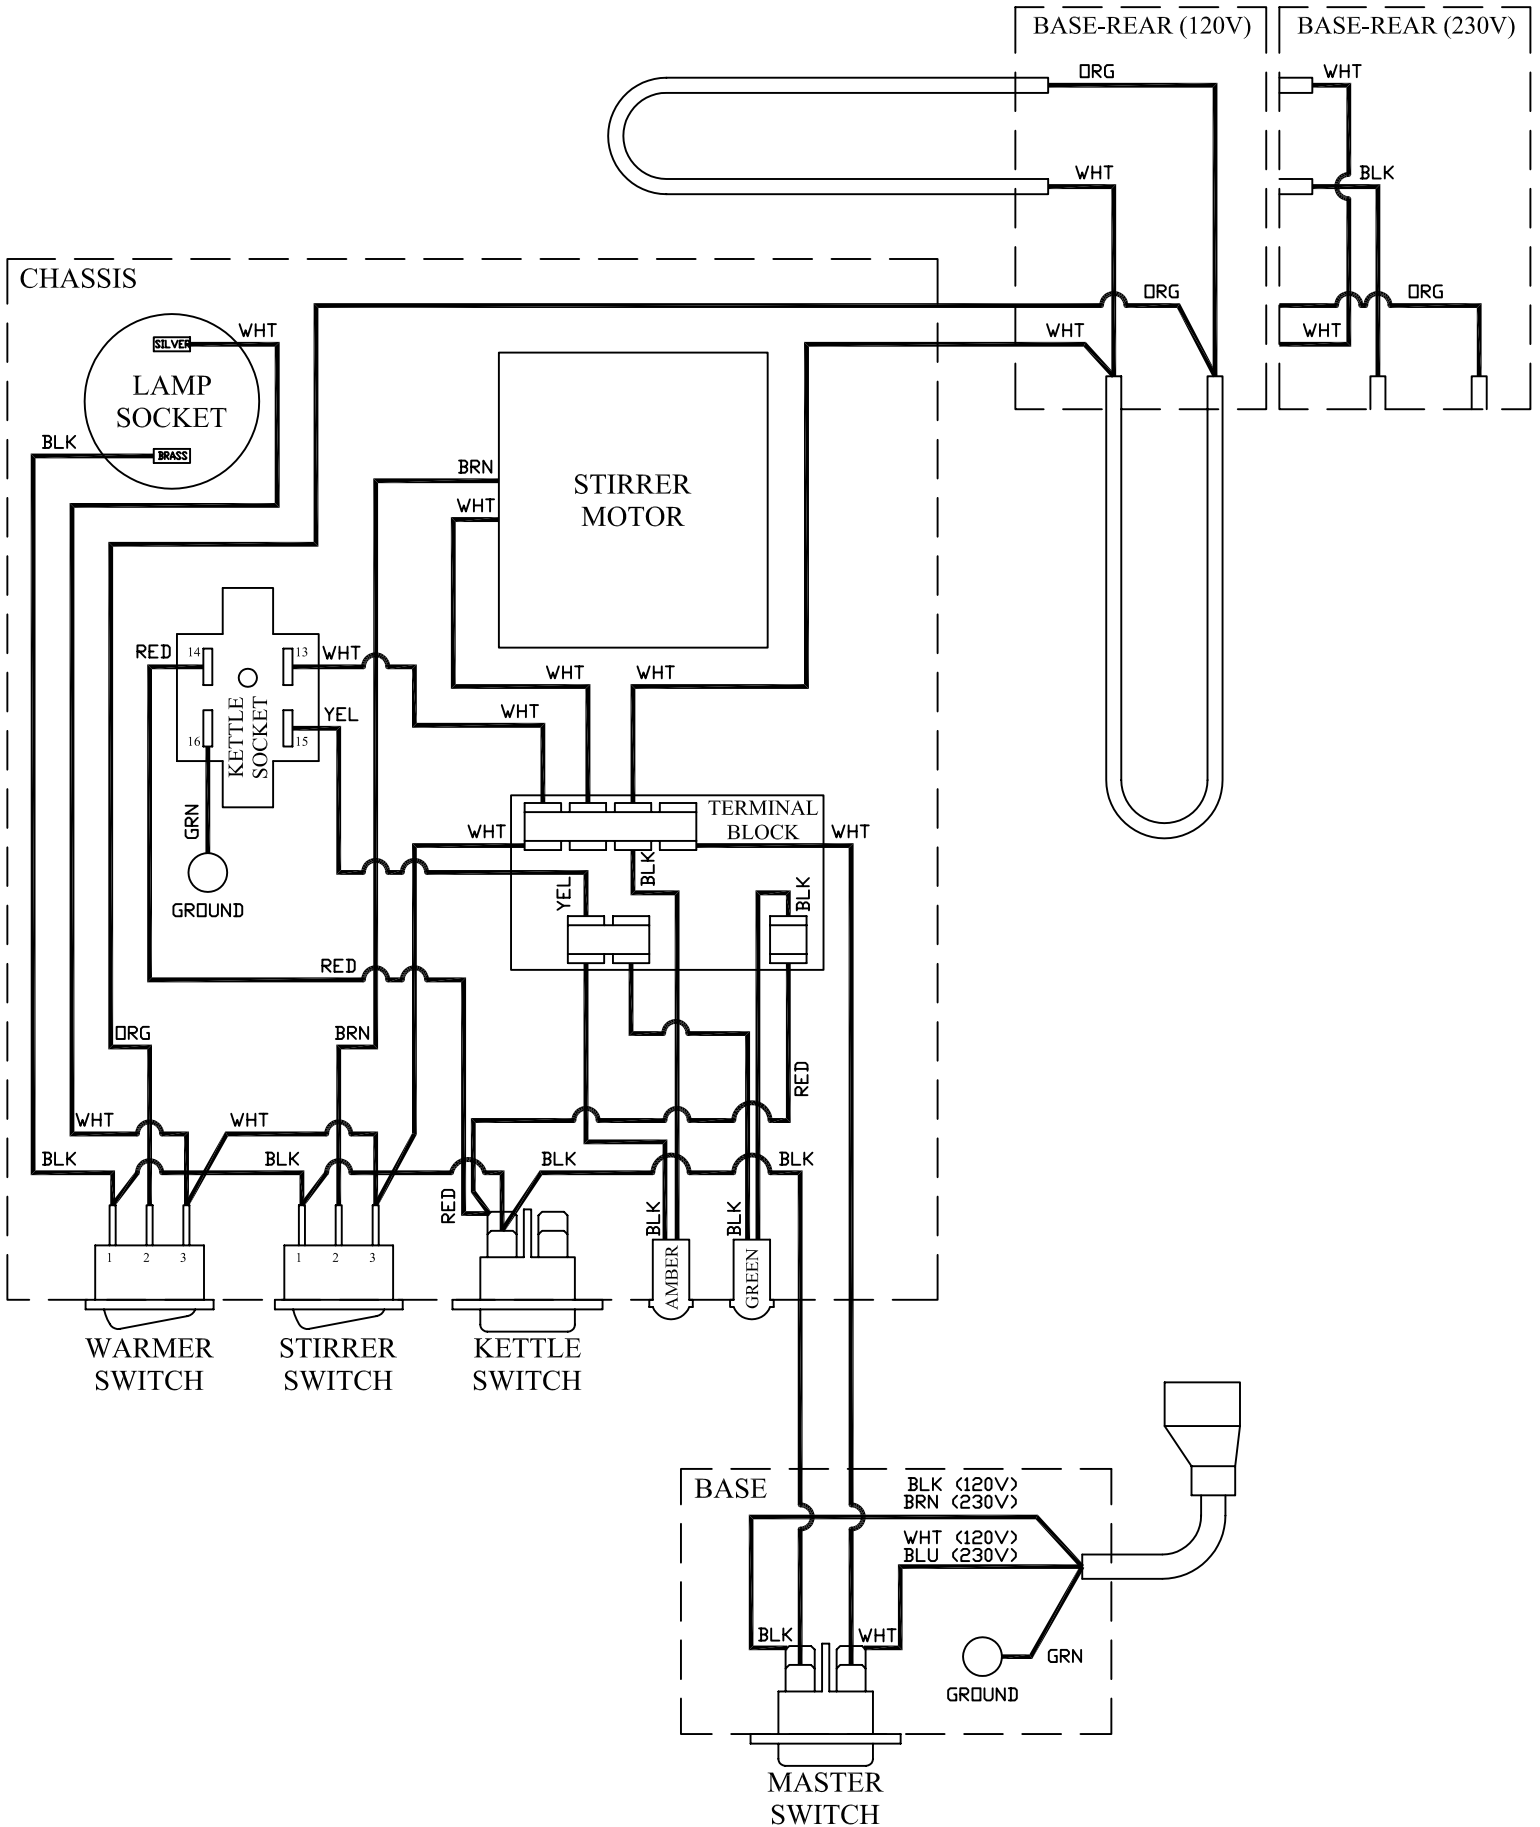 BASE-REAR (120V)
BASE-REAR (230V)
ORG
WHT
WHT
BLK
CHASSIS
ORG
ORG
WHT
WHT
WHT
SILVER
LAMP
SOCKET
BLK
BRASS
BRN
WHT
STIRRER
MOTOR
RED
14
13
WHT
KETTLE
SOCKET
YEL
16
15
WHT
WHT
WHT
GRN
GROUND
TERMINAL
BLOCK
WHT
WHT
BLK
YEL
BLK
RED
ORG
BRN
RED
WHT
WHT
BLK
BLK
BLK
BLK
RED
BLK
BLK
1
2
3
1
2
3
AMBER
GREEN
WARMER
SWITCH
STIRRER
SWITCH
KETTLE
SWITCH
BASE
BLK (120V)
BRN (230V)
WHT (120V)
BLU (230V)
BLK
WHT
GRN
GROUND
MASTER
SWITCH